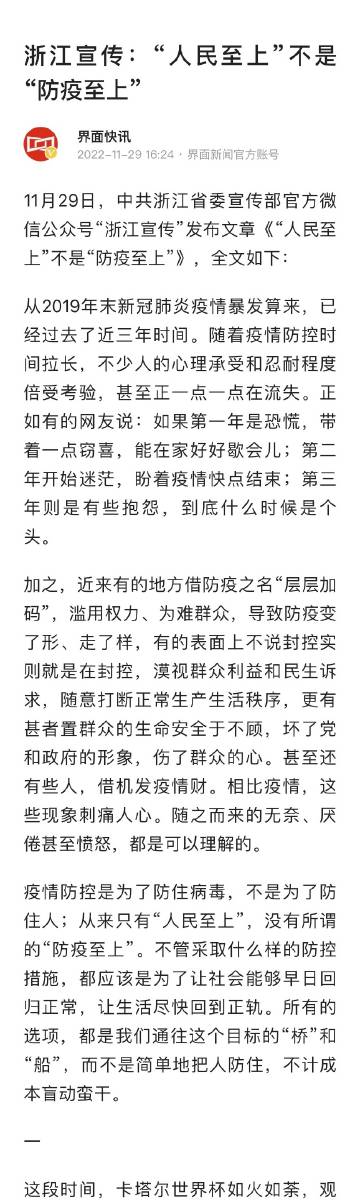 浙江宣传：“人民至上”不是
“防疫至上”
界面快讯
2022-11-29 16:24 · 界面新闻官方账号
11月29日，中共浙江省委宣传部官方微
信公众号“浙江宣传”发布文章《“人民至
上”不是“防疫至上”》，全文如下：
从2019年末新冠肺炎疫情暴发算来，已
经过去了近三年时间。随着疫情防控时
间拉长，不少人的心理承受和忍耐程度
倍受考验，甚至正一点一点在流失。正
如有的网友说：如果第一年是恐慌，带
着一点窃喜，能在家好好歇会儿；第二
年开始迷茫，盼着疫情快点结束；第三
年则是有些抱怨，到底什么时候是个
头。
加之，近来有的地方借防疫之名“层层加
码”，滥用权力、为难群众，导致防疫变
了形、走了样，有的表面上不说封控实
则就是在封控，漠视群众利益和民生诉
求，随意打断正常生产生活秩序，更有
甚者置群众的生命安全于不顾，坏了党
和政府的形象，伤了群众的心。甚至还
有些人，借机发疫情财。相比疫情，这
些现象刺痛人心。随之而来的无奈、厌
倦甚至愤怒，都是可以理解的。
疫情防控是为了防住病毒，不是为了防
住人；从来只有“人民至上”，没有所谓
的“防疫至上”。不管采取什么样的防控
措施，都应该是为了让社会能够早日回
归正常，让生活尽快回到正轨。所有的
选项，都是我们通往这个目标的“桥”和
“船”，而不是简单地把人防住，不计成
本盲动蛮干。
一
这段时间，卡塔尔世界杯如火如荼，观